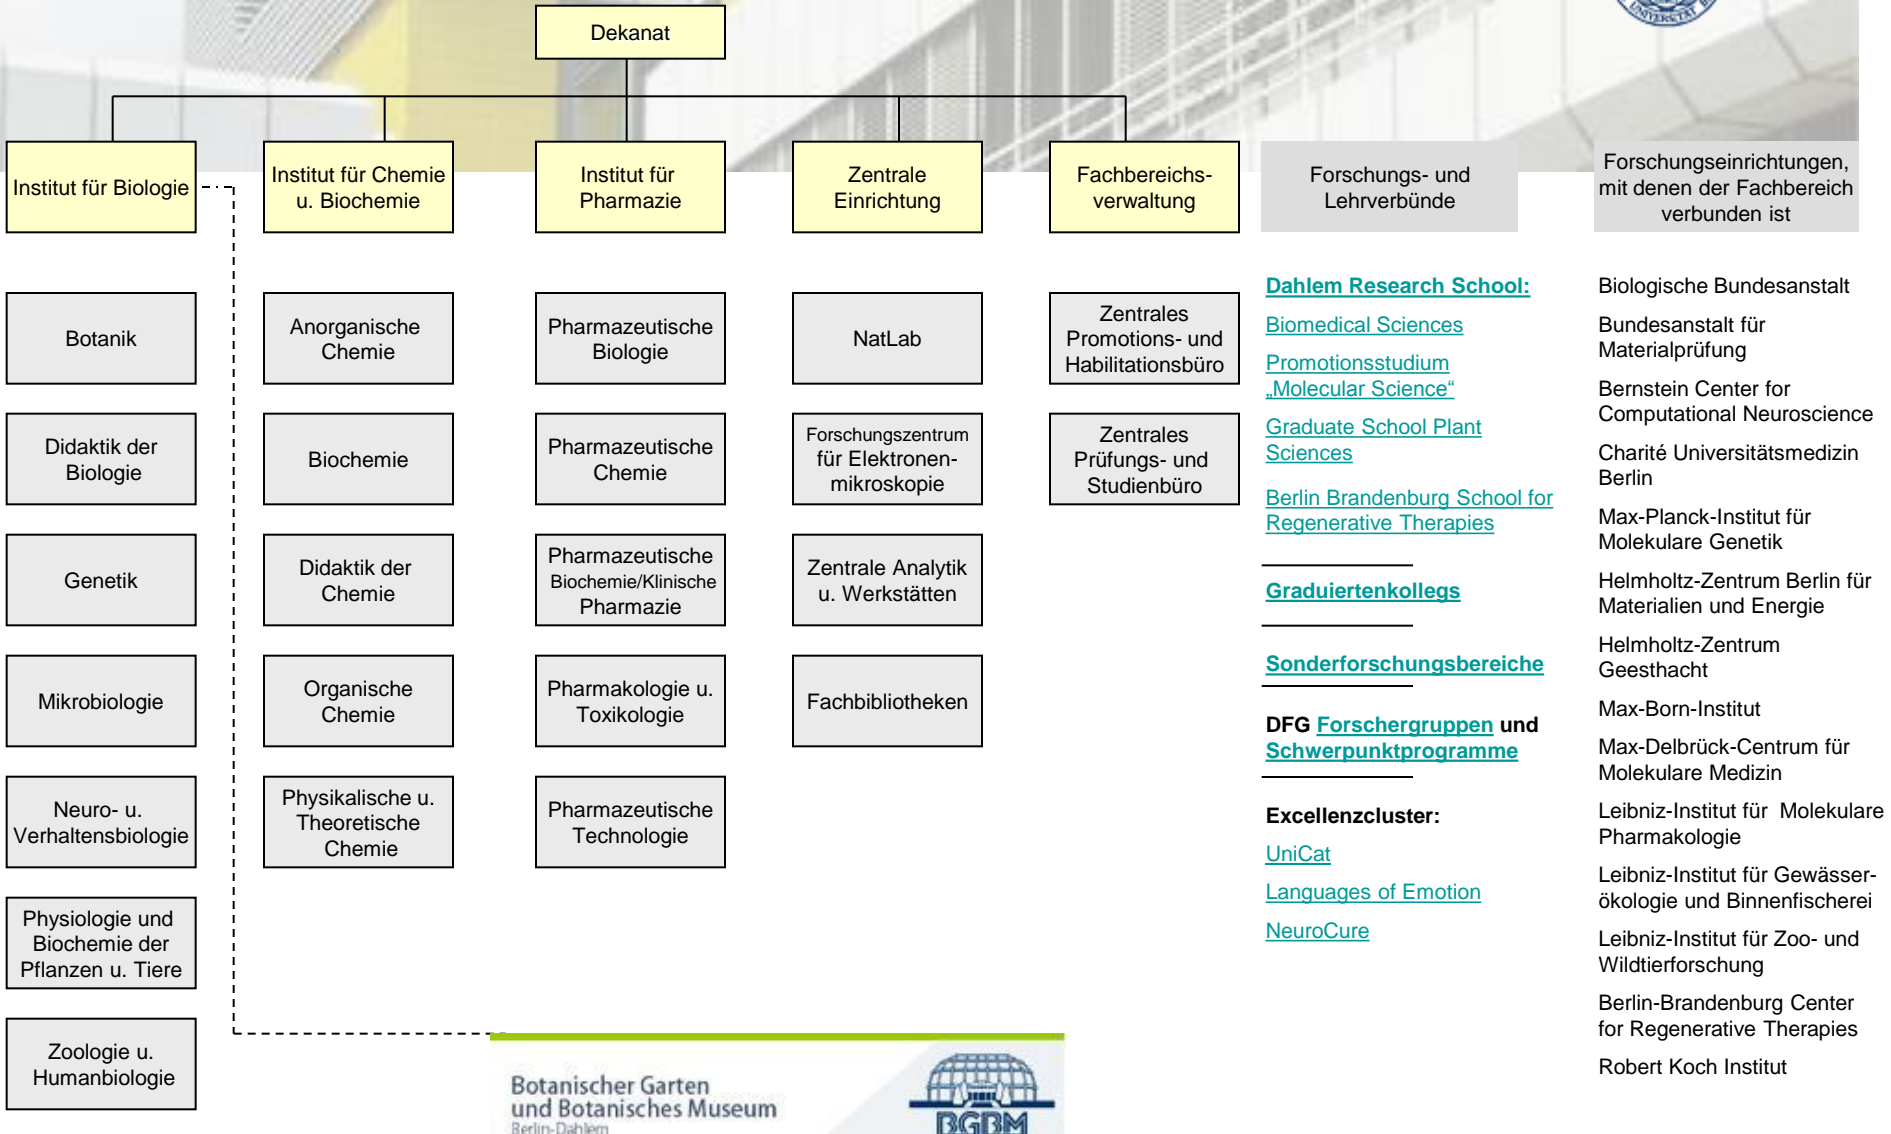 UNIVERSITÄT
Dekanat
Institut für Biologie
Institut für Chemie
u. Biochemie
Institut für
Pharmazie
Zentrale
Einrichtung
Fachbereichs-
verwaltung
Forschungs- und
Lehrverbünde
Forschungseinrichtungen,
mit denen der Fachbereich
verbunden ist
Botanik
Didaktik der
Biologie
Genetik
Mikrobiologie
Neuro- u.
Verhaltensbiologie
Physiologie und
Biochemie der
Pflanzen u. Tiere
Zoologie u.
Humanbiologie
Anorganische
Chemie
Biochemie
Didaktik der
Chemie
Organische
Chemie
Physikalische u.
Theoretische
Chemie
Pharmazeutische
Biologie
Pharmazeutische
Chemie
Pharmazeutische
Biochemie/Klinische
Pharmazie
Pharmakologie u.
Toxikologie
Pharmazeutische
Technologie
NatLab
Forschungszentrum
für Elektronen-
mikroskopie
Zentrale Analytik
u. Werkstätten
Fachbibliotheken
Zentrales
Promotions- und
Habilitationsbüro
Zentrales
Prüfungs- und
Studienbüro
Dahlem Research School:
Biomedical Sciences
Promotionsstudium
„Molecular Science“
Graduate School Plant
Sciences
Berlin Brandenburg School for
Regenerative Therapies
Graduiertenkollegs
Sonderforschungsbereiche
DFG Forschergruppen und
Schwerpunktprogramme
Excellenzcluster:
UniCat
Languages of Emotion
NeuroCure
Biologische Bundesanstalt
Bundesanstalt für
Materialprüfung
Bernstein Center for
Computational Neuroscience
Charité Universitätsmedizin
Berlin
Max-Planck-Institut für
Molekulare Genetik
Helmholtz-Zentrum Berlin für
Materialien und Energie
Helmholtz-Zentrum
Geesthacht
Max-Born-Institut
Max-Delbrück-Centrum für
Molekulare Medizin
Leibniz-Institut für  Molekulare
Pharmakologie
Leibniz-Institut für Gewässer-
ökologie und Binnenfischerei
Leibniz-Institut für Zoo- und
Wildtierforschung
Berlin-Brandenburg Center
for Regenerative Therapies
Robert Koch Institut
Botanischer Garten
und Botanisches Museum
Berlin-Dahlem
BGBM